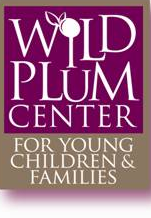 WILD
PLUM
CENTER
FOR YOUNG
CHILDREN &
FAMILIES